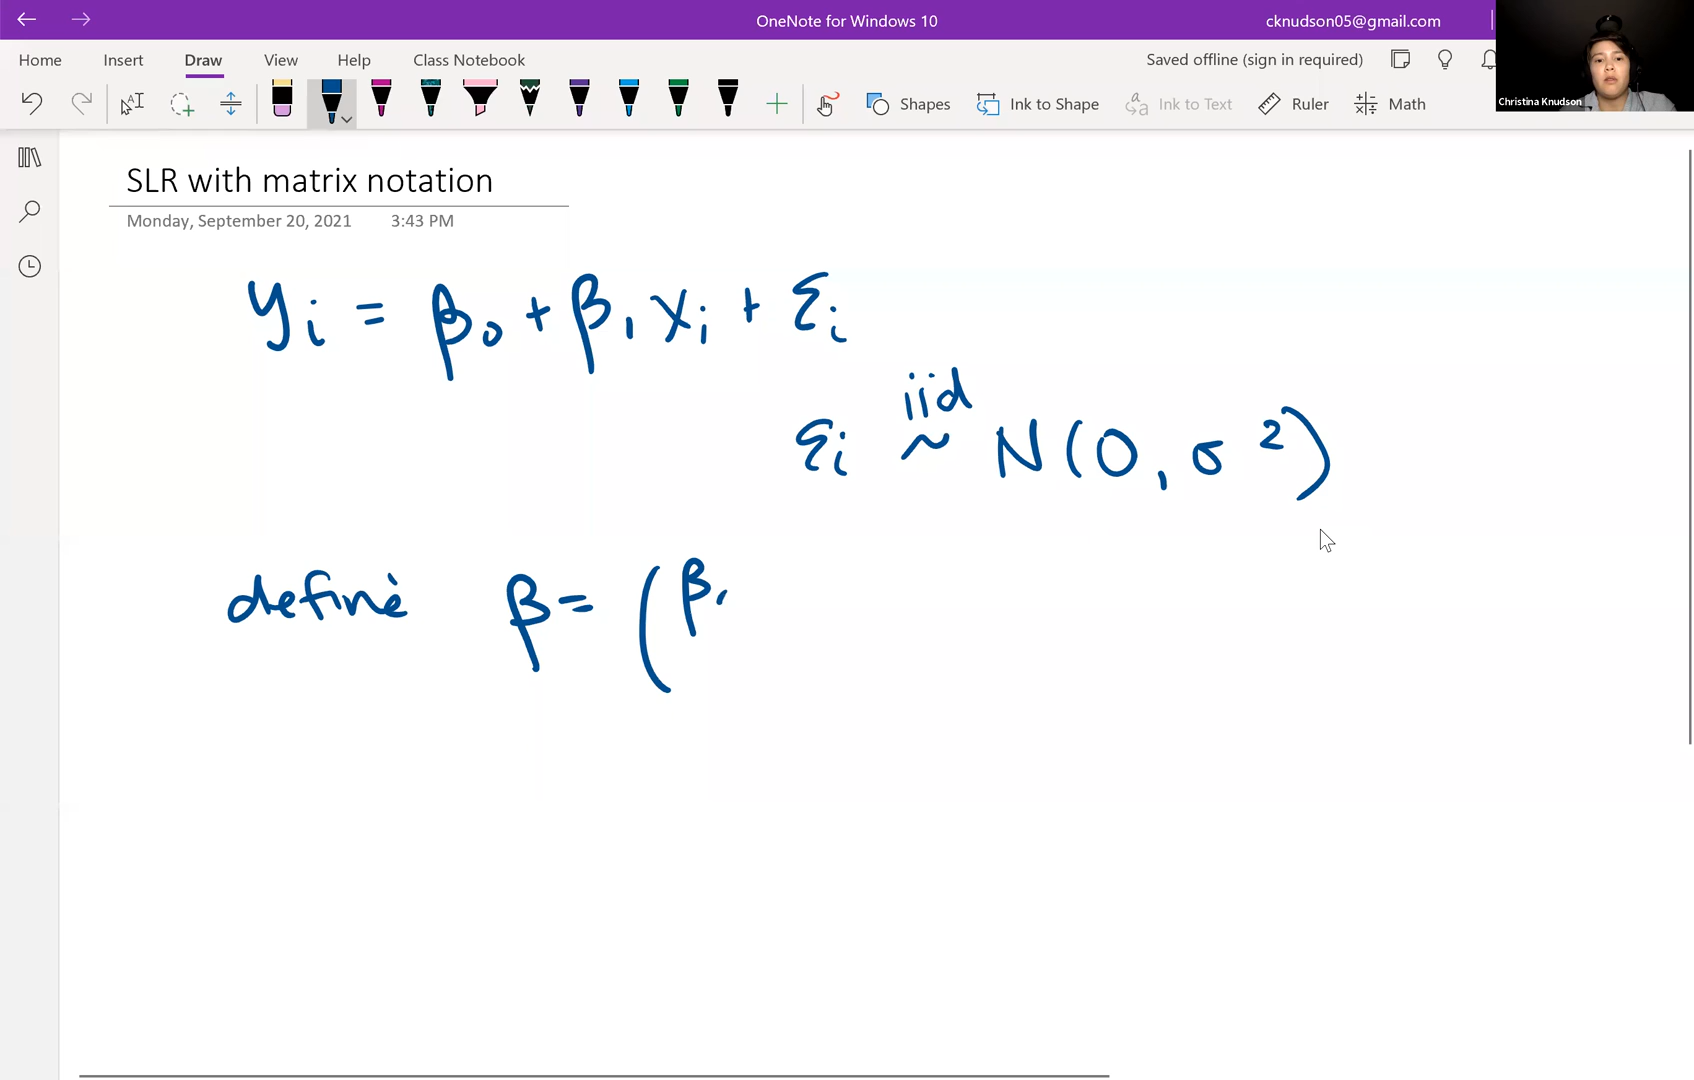 OneNote for Windows 10
cknudson05@gmail.com
Home Insert Draw View Help Class Notebook
Saved offline (sign in required)
Shapes Ink to Shape Ink to Text Ruler Math
Christina Knudson
SLR with matrix notation
Monday, September 20, 2021 3:43 PM
yᵢ = β₀ + β₁ xᵢ + εᵢ
iid
εᵢ ~ N(0, σ²)
define β = (β,